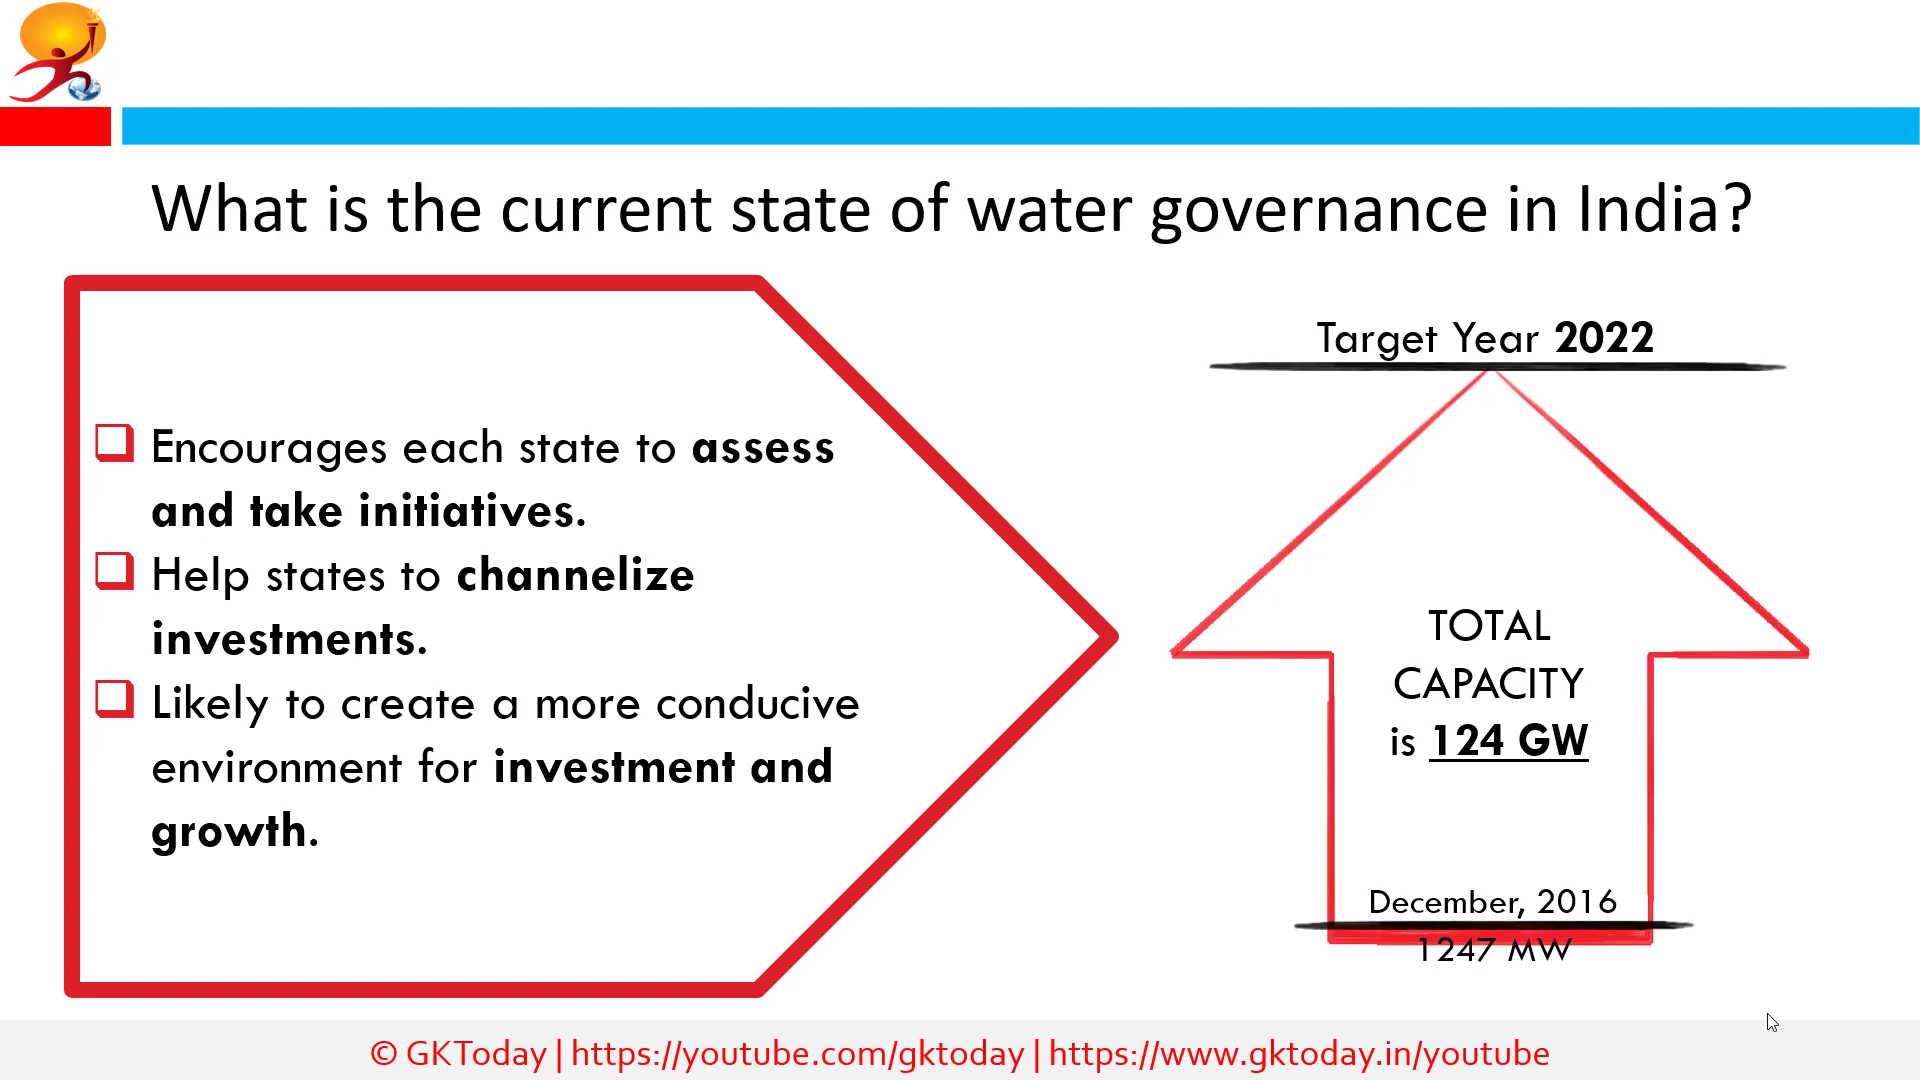 What is the current state of water governance in India?
Encourages each state to assess
and take initiatives.
Help states to channelize
investments.
Likely to create a more conducive
environment for investment and
growth.
Target Year 2022
TOTAL
CAPACITY
is 124 GW
December, 2016
1247 MW
© GKToday | https://youtube.com/gktoday | https://www.gktoday.in/youtube